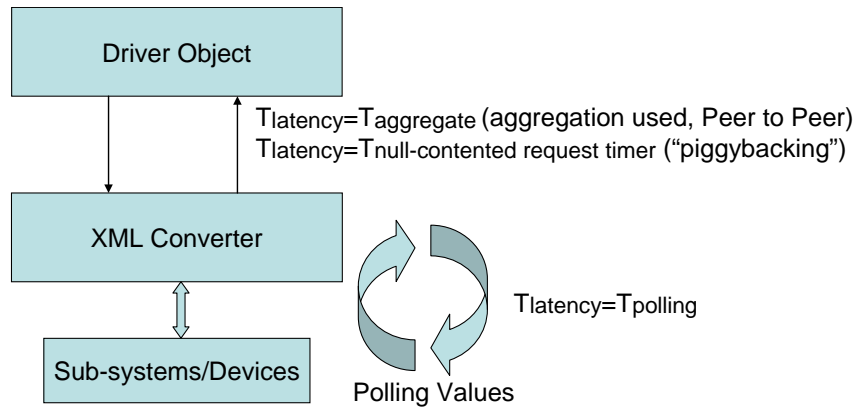 Driver Object
Tlatency=Taggregate (aggregation used, Peer to Peer)
Tlatency=Tnull-contented request timer (“piggybacking”)
XML Converter
Tlatency=Tpolling
Sub-systems/Devices
Polling Values